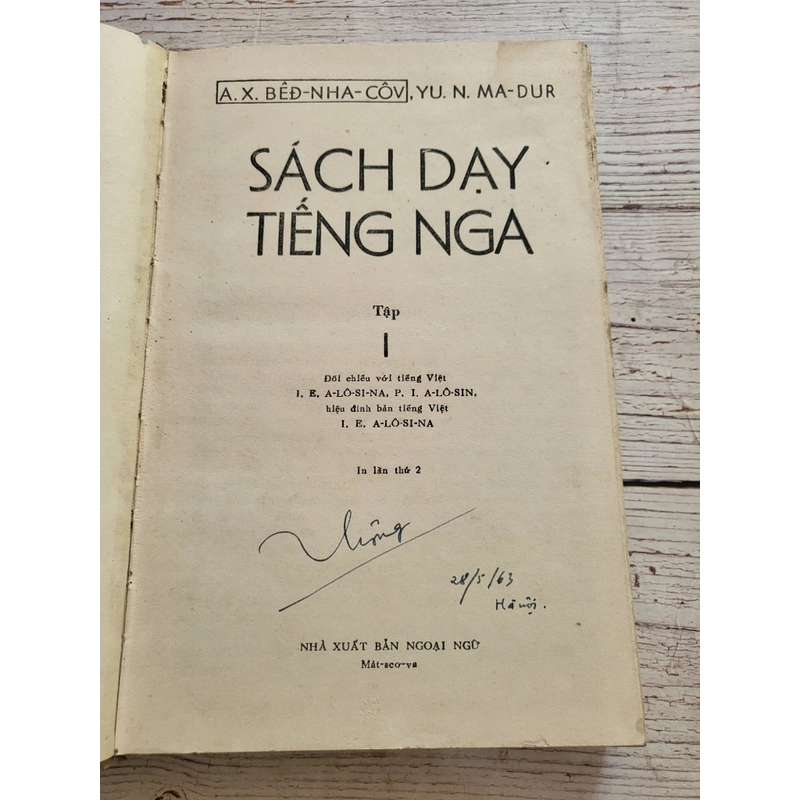 A. X. BÊĐ-NHA-CÔV, YU. N. MA-DUR
SÁCH DẠY
TIẾNG NGA
Tập
I
Đối chiếu với tiếng Việt
I. E. A-LÔ-SI-NA, P. I. A-LÔ-SIN,
hiệu đính bản tiếng Việt
I. E. A-LÔ-SI-NA
In lần thứ 2
28/5/63
Hà nội.
NHÀ XUẤT BẢN NGOẠI NGỮ
Mát-scơ-va